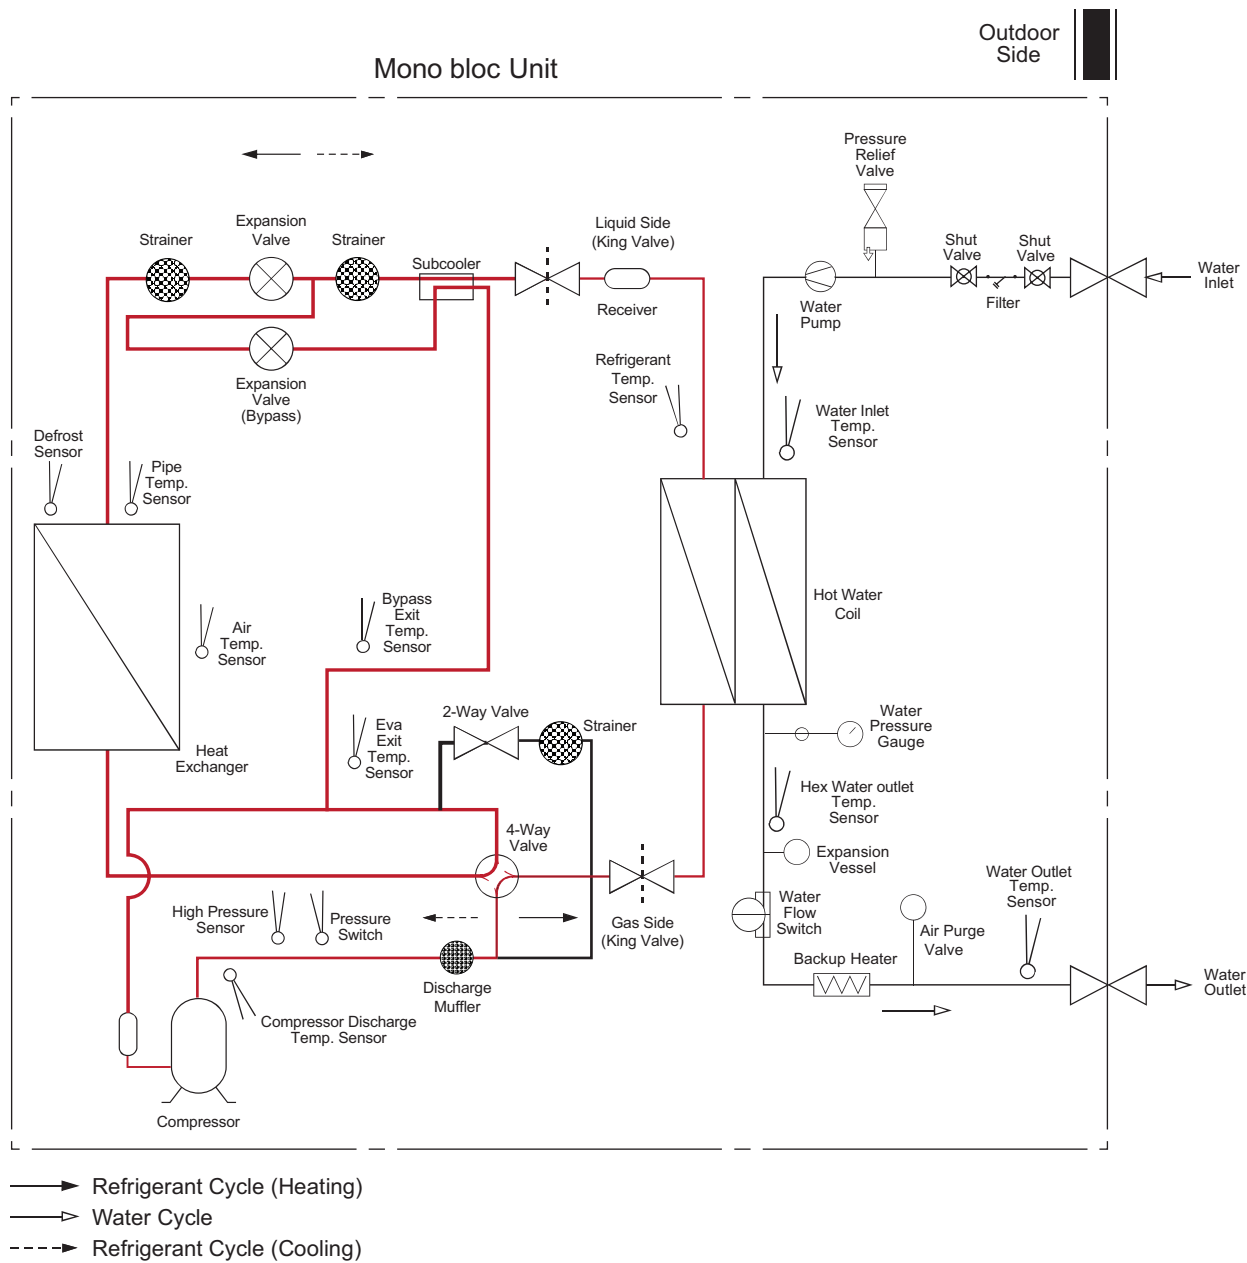 Outdoor
Side
Mono bloc Unit
Pressure
Relief
Valve
Expansion
Valve
Strainer
Strainer
Subcooler
Liquid Side
(King Valve)
Receiver
Shut
Valve
Shut
Valve
Filter
Water
Inlet
Water
Pump
Expansion
Valve
(Bypass)
Refrigerant
Temp.
Sensor
Water Inlet
Temp.
Sensor
Defrost
Sensor
Pipe
Temp.
Sensor
Air
Temp.
Sensor
Bypass
Exit
Temp.
Sensor
Hot Water
Coil
Heat
Exchanger
Eva
Exit
Temp.
Sensor
2-Way Valve
Strainer
Water
Pressure
Gauge
Hex Water outlet
Temp.
Sensor
4-Way
Valve
Expansion
Vessel
High Pressure
Sensor
Pressure
Switch
Gas Side
(King Valve)
Water
Flow
Switch
Air Purge
Valve
Water Outlet
Temp.
Sensor
Backup Heater
Water
Outlet
Discharge
Muffler
Compressor Discharge
Temp. Sensor
Compressor
Refrigerant Cycle (Heating)
Water Cycle
Refrigerant Cycle (Cooling)